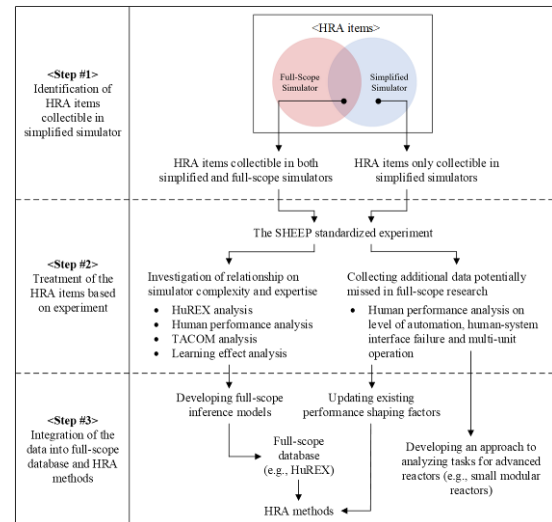 <Step #1>
Identification of
HRA items
collectible in
simplified simulator
<HRA items>
Full-Scope
Simulator
Simplified
Simulator
HRA items collectible in both
simplified and full-scope simulators
HRA items only collectible in
simplified simulators
<Step #2>
Treatment of the
HRA items based
on experiment
The SHEEP standardized experiment
Investigation of relationship on
simulator complexity and expertise
• HuREX analysis
• Human performance analysis
• TACOM analysis
• Learning effect analysis
Collecting additional data potentially
missed in full-scope research
• Human performance analysis on
level of automation, human-system
interface failure and multi-unit
operation
<Step #3>
Integration of the
data into full-scope
database and HRA
methods
Developing full-scope
inference models
Updating existing
performance shaping factors
Full-scope
database
(e.g., HuREX)
HRA methods
Developing an approach to
analyzing tasks for advanced
reactors (e.g., small modular
reactors)